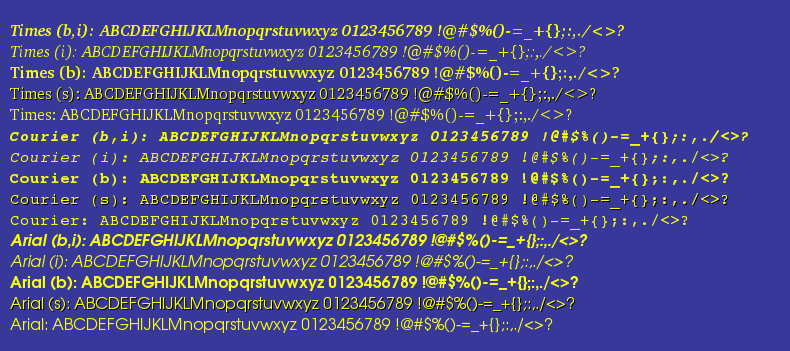 Times (b,i): ABCDEFGHIJKLMnopqrstuvwxyz 0123456789 !@#$%()-=_+{};:,./<>?
Times (i): ABCDEFGHIJKLMnopqrstuvwxyz 0123456789 !@#$%()-=_+{};:,./<>?
Times (b): ABCDEFGHIJKLMnopqrstuvwxyz 0123456789 !@#$%()-=_+{};:,./<>?
Times (s): ABCDEFGHIJKLMnopqrstuvwxyz 0123456789 !@#$%()-=_+{};:,./<>?
Times: ABCDEFGHIJKLMnopqrstuvwxyz 0123456789 !@#$%()-=_+{};:,./<>?
Courier (b,i): ABCDEFGHIJKLMnopqrstuvwxyz 0123456789 !@#$%()-=_+{};:,./<>?
Courier (i): ABCDEFGHIJKLMnopqrstuvwxyz 0123456789 !@#$%()-=_+{};:,./<>?
Courier (b): ABCDEFGHIJKLMnopqrstuvwxyz 0123456789 !@#$%()-=_+{};:,./<>?
Courier (s): ABCDEFGHIJKLMnopqrstuvwxyz 0123456789 !@#$%()-=_+{};:,./<>?
Courier: ABCDEFGHIJKLMnopqrstuvwxyz 0123456789 !@#$%()-=_+{};:,./<>?
Arial (b,i): ABCDEFGHIJKLMnopqrstuvwxyz 0123456789 !@#$%()-=_+{};:,./<>?
Arial (i): ABCDEFGHIJKLMnopqrstuvwxyz 0123456789 !@#$%()-=_+{};:,./<>?
Arial (b): ABCDEFGHIJKLMnopqrstuvwxyz 0123456789 !@#$%()-=_+{};:,./<>?
Arial (s): ABCDEFGHIJKLMnopqrstuvwxyz 0123456789 !@#$%()-=_+{};:,./<>?
Arial: ABCDEFGHIJKLMnopqrstuvwxyz 0123456789 !@#$%()-=_+{};:,./<>?